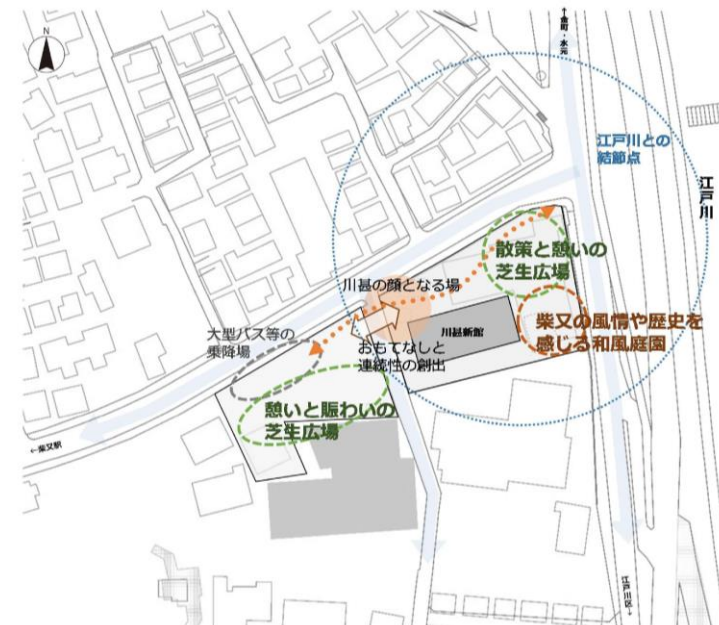 N
←金町・水元
江戸川との
結節点
江戸川
散策と憩いの
芝生広場
川甚の顔となる場
柴又の風情や歴史を
感じる和風庭園
川甚新館
大型バス等の
乗降場
おもてなしと
連続性の創出
憩いと賑わいの
芝生広場
←柴又駅
江戸川区→